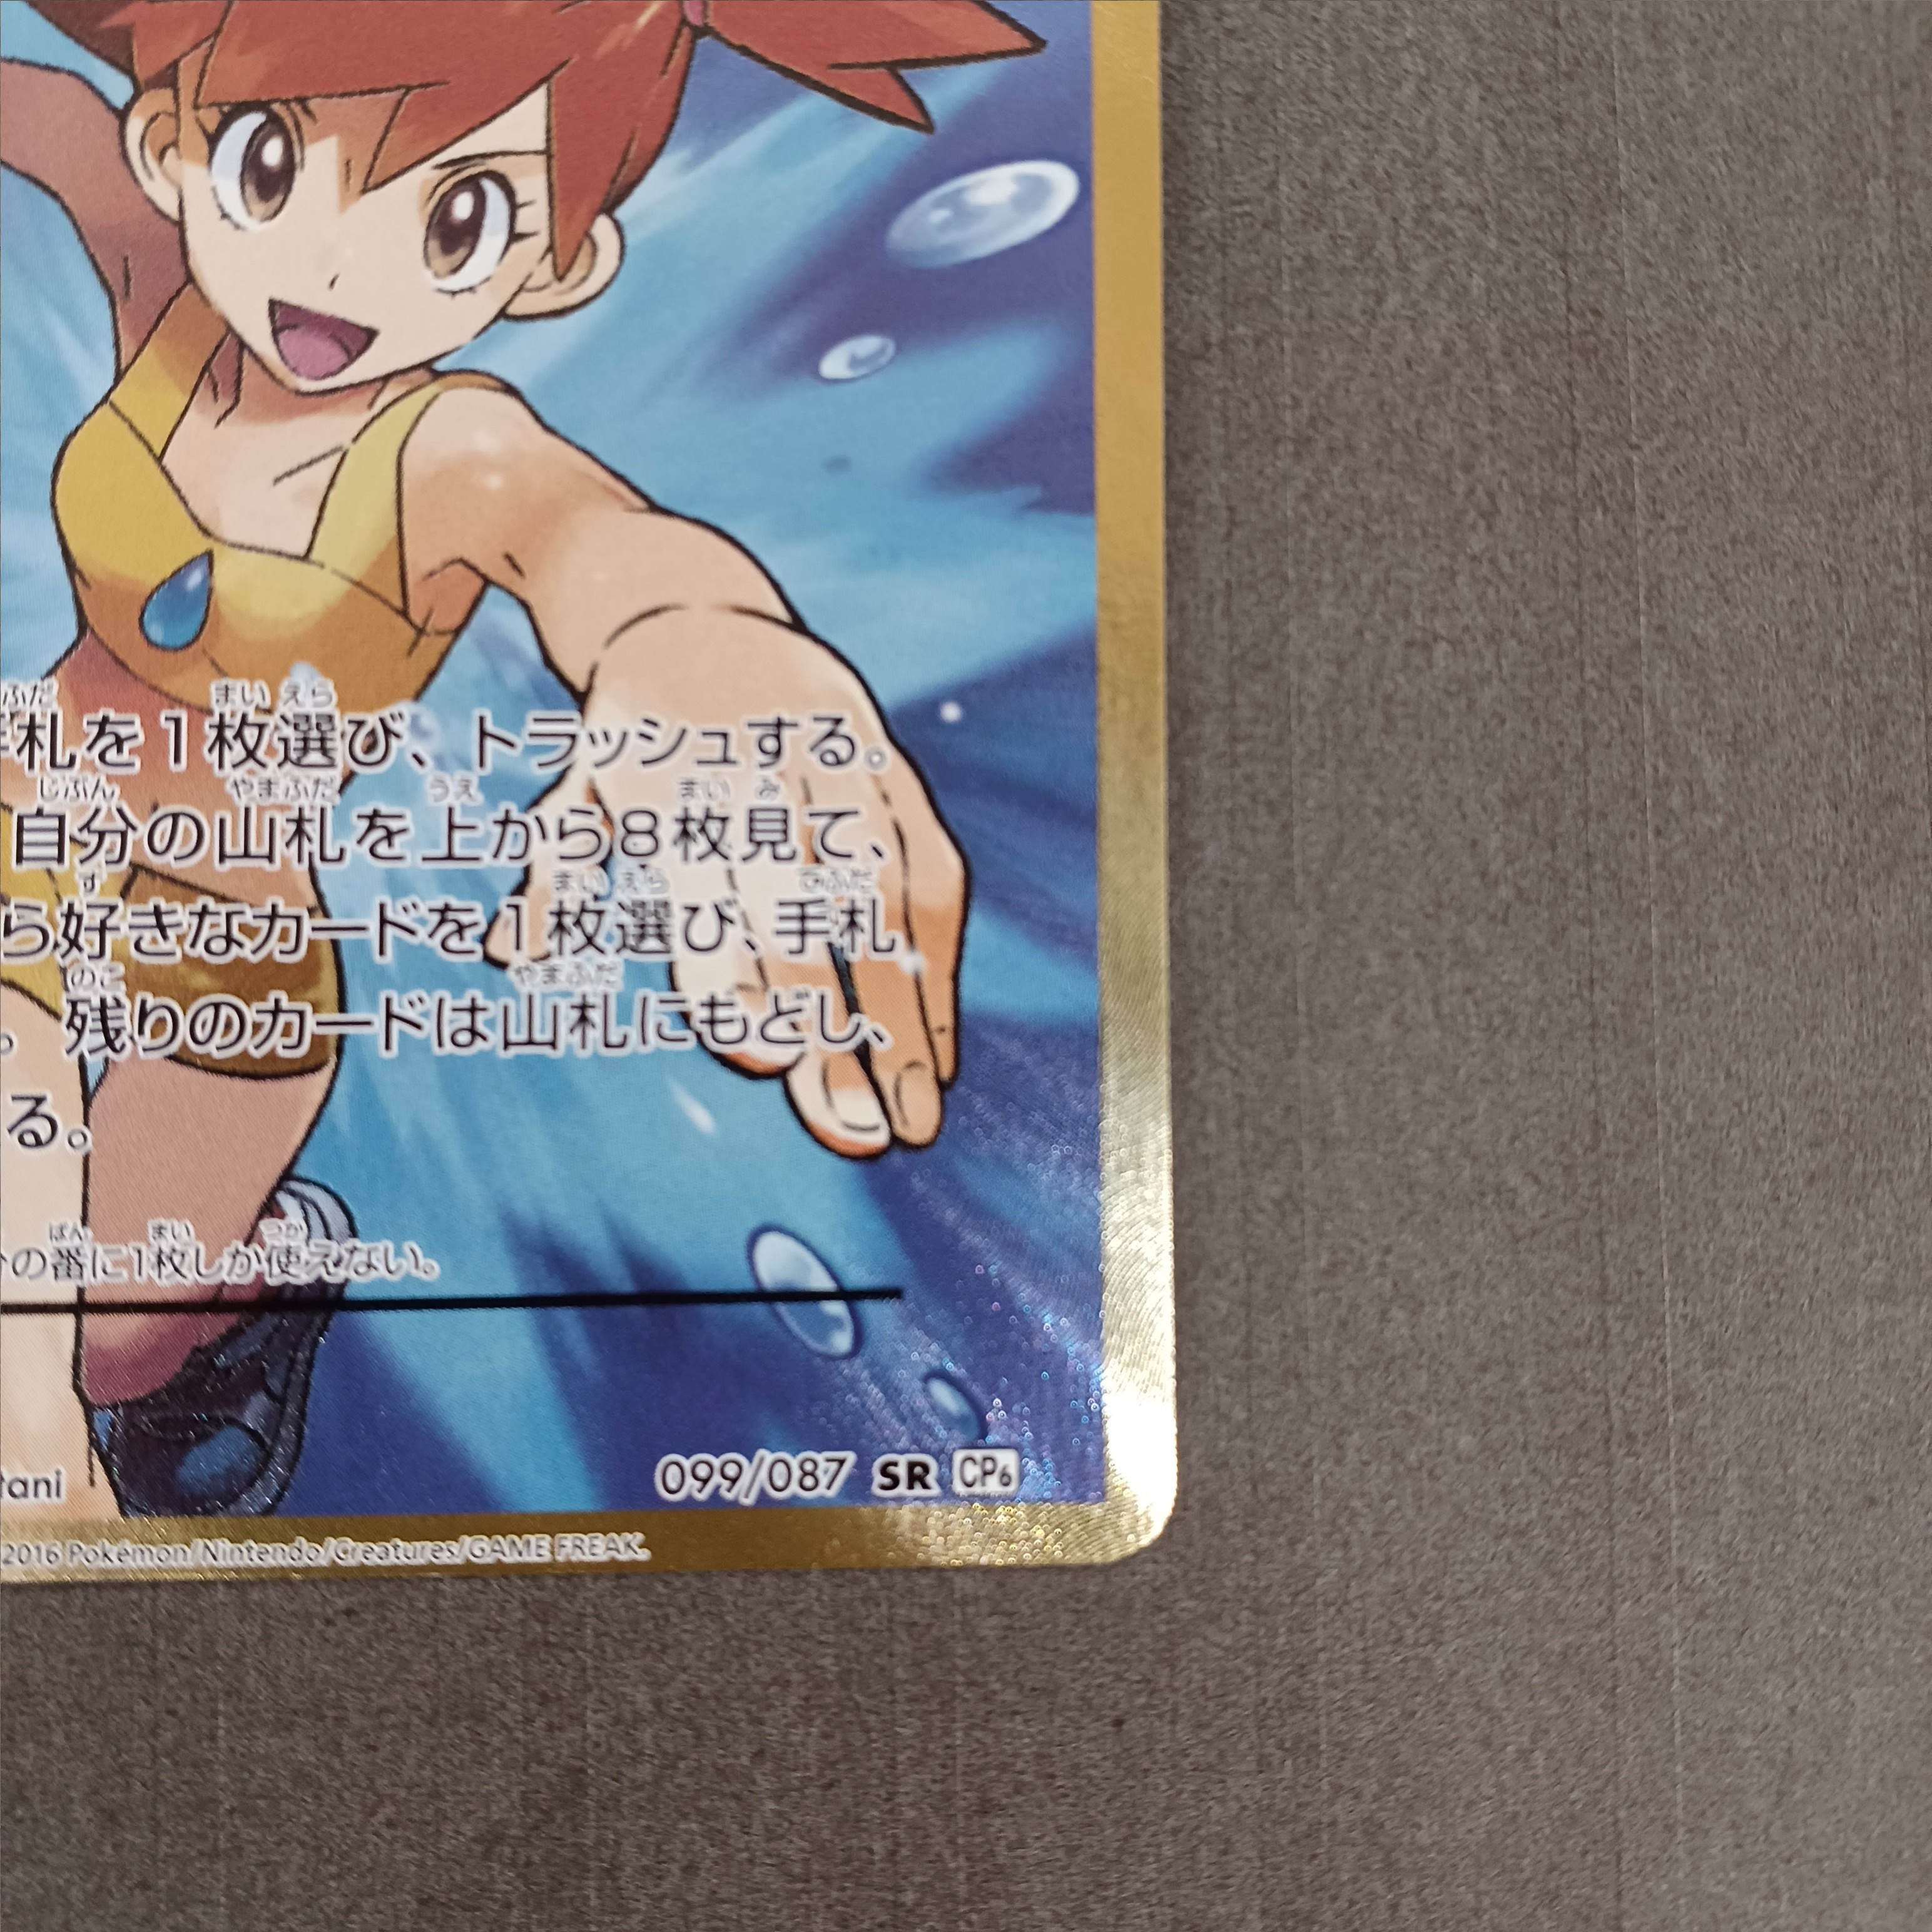 札を1枚選び、トラッシュする。
自分の山札を上から8枚見て、
ら好きなカードを1枚選び、手札
。残りのカードは山札にもどし、
る。
の番に1枚しか使えない。
tani
099/087 SR CP6
2016 Pokémon/Nintendo/Creatures/GAME FREAK.